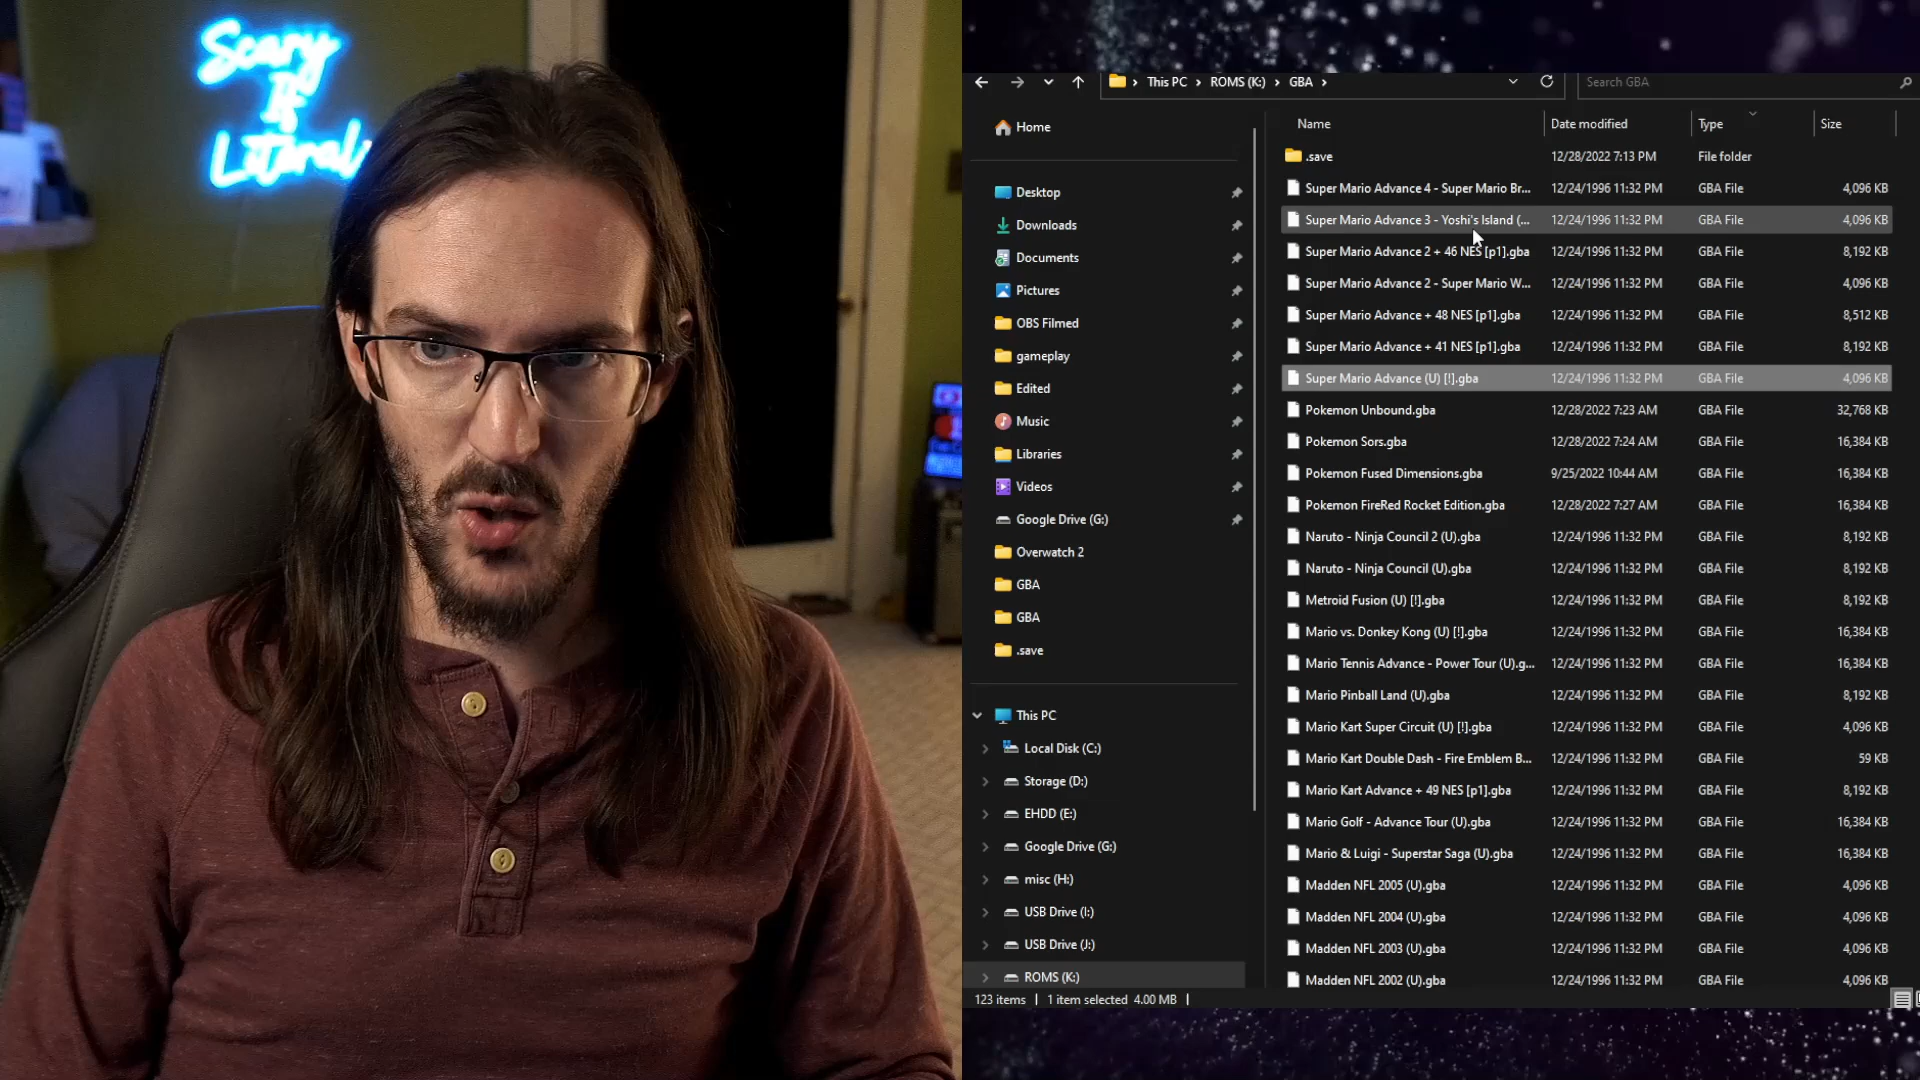 Scary
Is
Literal
This PC
ROMS (K:)
GBA
Search GBA
Home
Desktop
Downloads
Documents
Pictures
OBS Filmed
gameplay
Edited
Music
Libraries
Videos
Google Drive (G:)
Overwatch 2
GBA
GBA
.save
This PC
Local Disk (C:)
Storage (D:)
EHDD (E:)
Google Drive (G:)
misc (H:)
USB Drive (I:)
USB Drive (J:)
ROMS (K:)
Name Date modified Type Size
.save 12/28/2022 7:13 PM File folder
Super Mario Advance 4 - Super Mario Br... 12/24/1996 11:32 PM GBA File 4,096 KB
Super Mario Advance 3 - Yoshi's Island (... 12/24/1996 11:32 PM GBA File 4,096 KB
Super Mario Advance 2 + 46 NES [p1].gba 12/24/1996 11:32 PM GBA File 8,192 KB
Super Mario Advance 2 - Super Mario W... 12/24/1996 11:32 PM GBA File 4,096 KB
Super Mario Advance + 48 NES [p1].gba 12/24/1996 11:32 PM GBA File 8,512 KB
Super Mario Advance + 41 NES [p1].gba 12/24/1996 11:32 PM GBA File 8,192 KB
Super Mario Advance (U) [!].gba 12/24/1996 11:32 PM GBA File 4,096 KB
Pokemon Unbound.gba 12/28/2022 7:23 AM GBA File 32,768 KB
Pokemon Sors.gba 12/28/2022 7:24 AM GBA File 16,384 KB
Pokemon Fused Dimensions.gba 9/25/2022 10:44 AM GBA File 16,384 KB
Pokemon FireRed Rocket Edition.gba 12/28/2022 7:27 AM GBA File 16,384 KB
Naruto - Ninja Council 2 (U).gba 12/24/1996 11:32 PM GBA File 8,192 KB
Naruto - Ninja Council (U).gba 12/24/1996 11:32 PM GBA File 8,192 KB
Metroid Fusion (U) [!].gba 12/24/1996 11:32 PM GBA File 8,192 KB
Mario vs. Donkey Kong (U) [!].gba 12/24/1996 11:32 PM GBA File 16,384 KB
Mario Tennis Advance - Power Tour (U).g... 12/24/1996 11:32 PM GBA File 16,384 KB
Mario Pinball Land (U).gba 12/24/1996 11:32 PM GBA File 8,192 KB
Mario Kart Super Circuit (U) [!].gba 12/24/1996 11:32 PM GBA File 4,096 KB
Mario Kart Double Dash - Fire Emblem B... 12/24/1996 11:32 PM GBA File 59 KB
Mario Kart Advance + 49 NES [p1].gba 12/24/1996 11:32 PM GBA File 8,192 KB
Mario Golf - Advance Tour (U).gba 12/24/1996 11:32 PM GBA File 16,384 KB
Mario & Luigi - Superstar Saga (U).gba 12/24/1996 11:32 PM GBA File 16,384 KB
Madden NFL 2005 (U).gba 12/24/1996 11:32 PM GBA File 4,096 KB
Madden NFL 2004 (U).gba 12/24/1996 11:32 PM GBA File 4,096 KB
Madden NFL 2003 (U).gba 12/24/1996 11:32 PM GBA File 4,096 KB
Madden NFL 2002 (U).gba 12/24/1996 11:32 PM GBA File 4,096 KB
123 items 1 item selected 4.00 MB